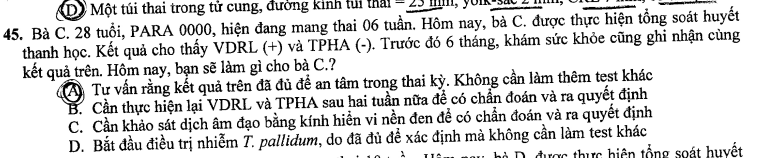 D. Một túi thai trong tử cung, đường kính túi thai = 25 mm, yolk-sac 2 mm,
45. Bà C. 28 tuổi, PARA 0000, hiện đang mang thai 06 tuần. Hôm nay, bà C. được thực hiện tổng soát huyết
thanh học. Kết quả cho thấy VDRL (+) và TPHA (-). Trước đó 6 tháng, khám sức khỏe cũng ghi nhận cùng
kết quả trên. Hôm nay, bạn sẽ làm gì cho bà C.?
A. Tư vấn rằng kết quả trên đã đủ để an tâm trong thai kỳ. Không cần làm thêm test khác
B. Cần thực hiện lại VDRL và TPHA sau hai tuần nữa để có chẩn đoán và ra quyết định
C. Cần khảo sát dịch âm đạo bằng kính hiển vi nền đen để có chẩn đoán và ra quyết định
D. Bắt đầu điều trị nhiễm T. pallidum, do đã đủ để xác định mà không cần làm test khác
bà D. được thực hiện tổng soát huyết